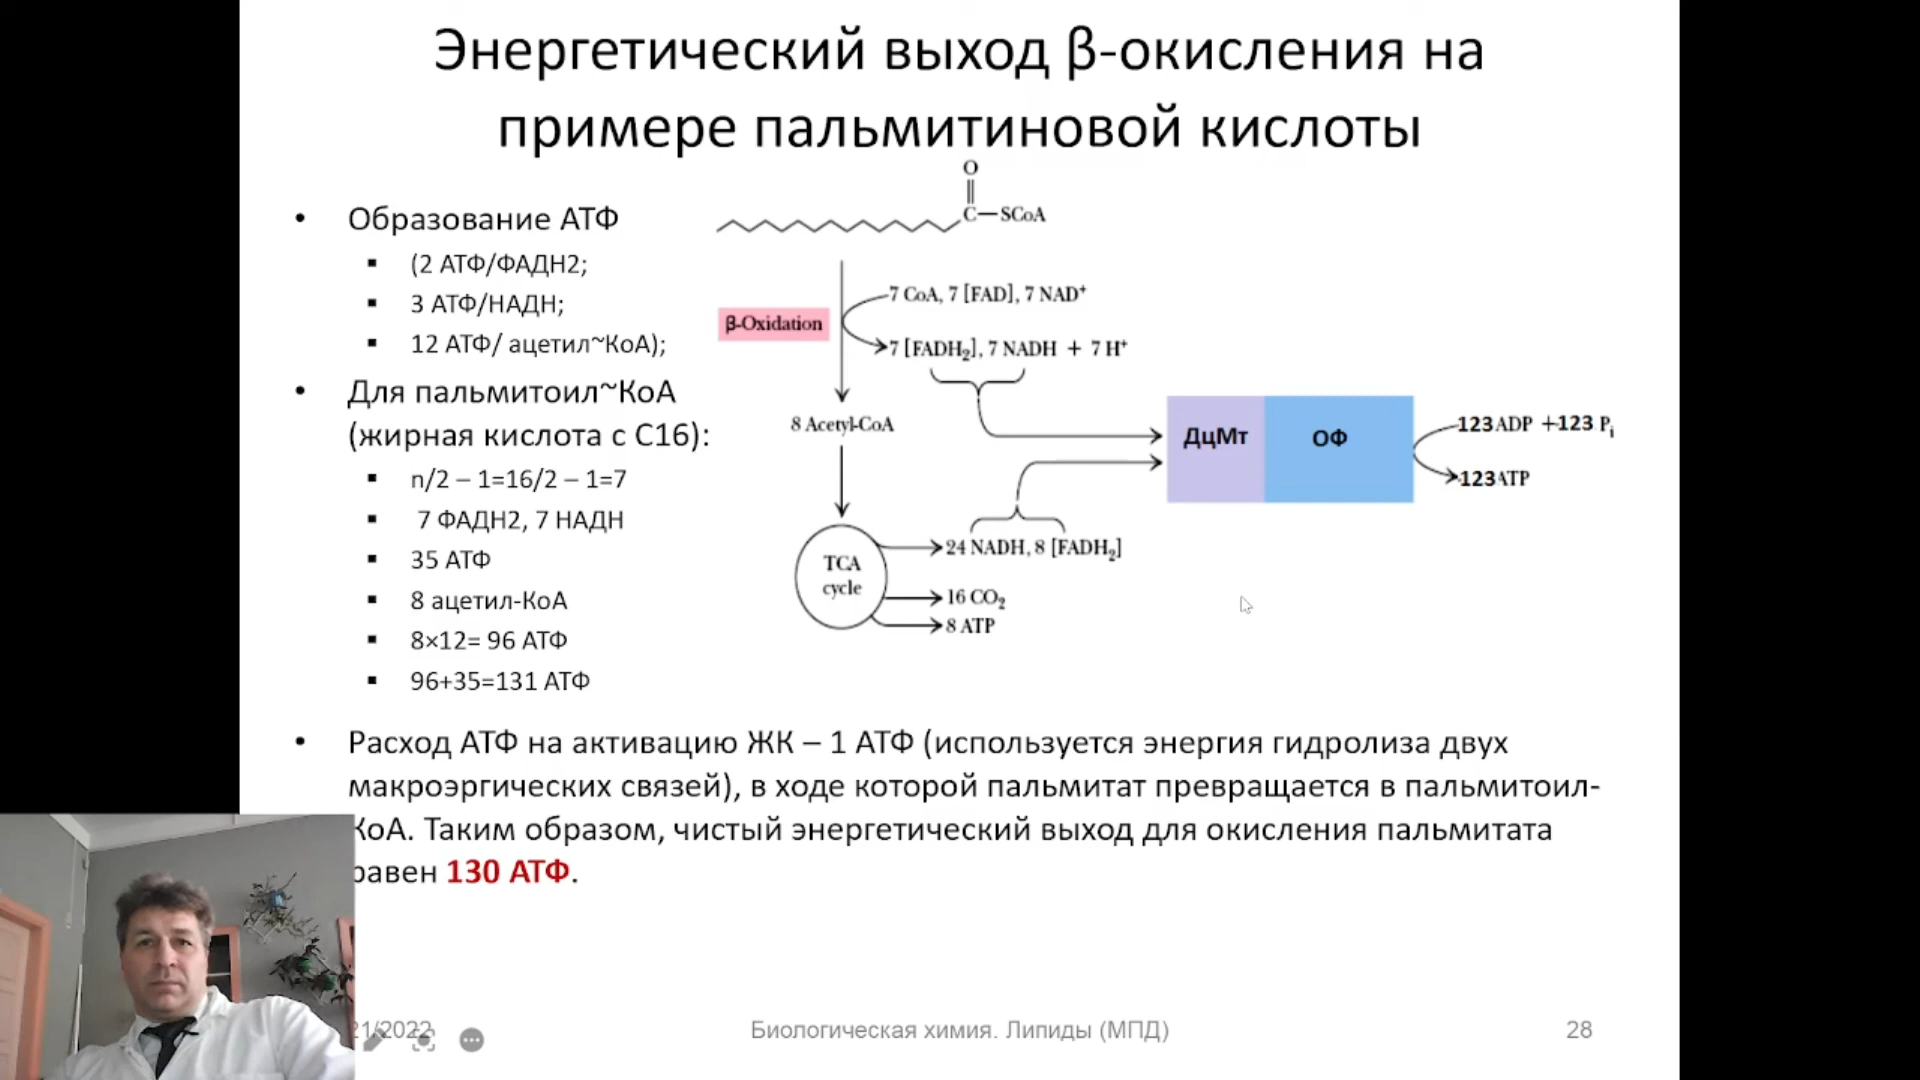 Энергетический выход β-окисления на
примере пальмитиновой кислоты
• Образование АТФ
▪ (2 АТФ/ФАДН2;
▪ 3 АТФ/НАДН;
▪ 12 АТФ/ ацетил~КоА);
• Для пальмитоил~КоА
(жирная кислота с С16):
▪ n/2 – 1=16/2 – 1=7
▪ 7 ФАДН2, 7 НАДН
▪ 35 АТФ
▪ 8 ацетил-КоА
▪ 8×12= 96 АТФ
▪ 96+35=131 АТФ
O
C—SCoA
7 CoA, 7 [FAD], 7 NAD⁺
β-Oxidation
7 [FADH₂], 7 NADH + 7 H⁺
8 Acetyl-CoA
ДцМт
ОФ
123 ADP +123 Pᵢ
123 ATP
TCA
cycle
24 NADH, 8 [FADH₂]
16 CO₂
8 ATP
• Расход АТФ на активацию ЖК – 1 АТФ (используется энергия гидролиза двух
макроэргических связей), в ходе которой пальмитат превращается в пальмитоил-
КоА. Таким образом, чистый энергетический выход для окисления пальмитата
равен 130 АТФ.
21/2022
Биологическая химия. Липиды (МПД)
28